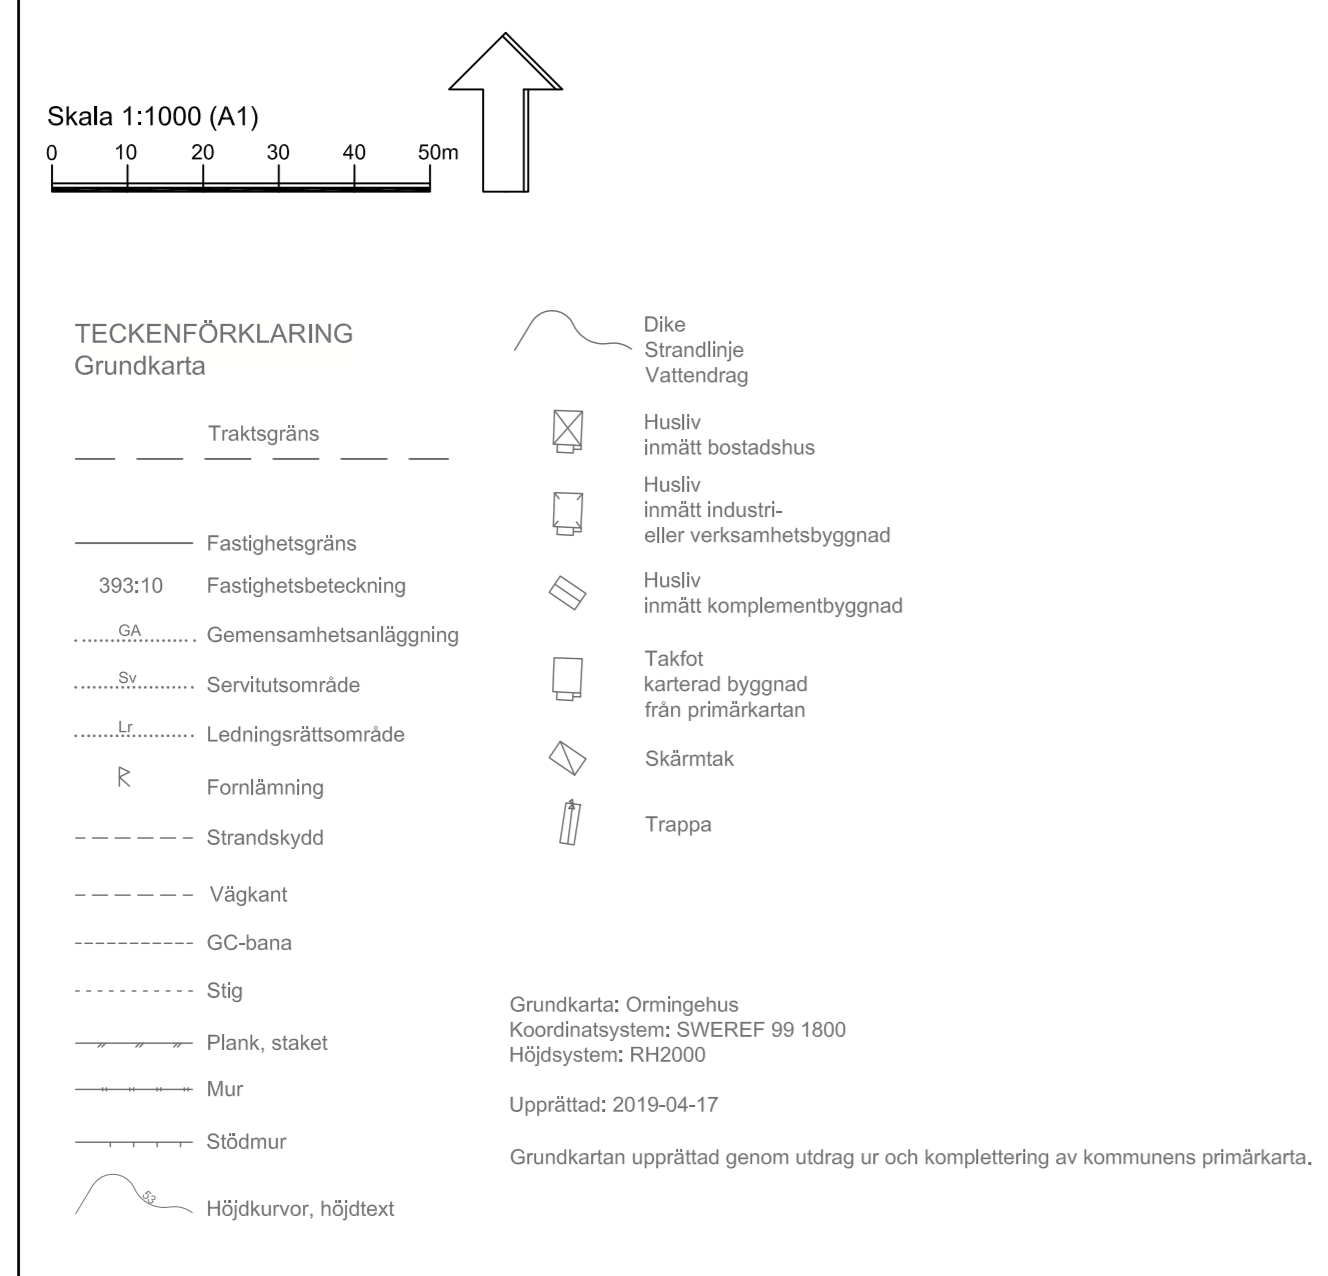 Skala 1:1000 (A1)
0 10 20 30 40 50m
TECKENFÖRKLARING
Grundkarta
Traktsgräns
Fastighetsgräns
393:10 Fastighetsbeteckning
GA Gemensamhetsanläggning
Sv Servitutsområde
Lr Ledningsrättsområde
R Fornlämning
Strandskydd
Vägkant
GC-bana
Stig
Plank, staket
Mur
Stödmur
53 Höjdkurvor, höjdtext
Dike
Strandlinje
Vattendrag
Husliv
inmätt bostadshus
Husliv
inmätt industri-
eller verksamhetsbyggnad
Husliv
inmätt komplementbyggnad
Takfot
karterad byggnad
från primärkartan
Skärmtak
Trappa
Grundkarta: Ormingehus
Koordinatsystem: SWEREF 99 1800
Höjdsystem: RH2000
Upprättad: 2019-04-17
Grundkartan upprättad genom utdrag ur och komplettering av kommunens primärkarta.